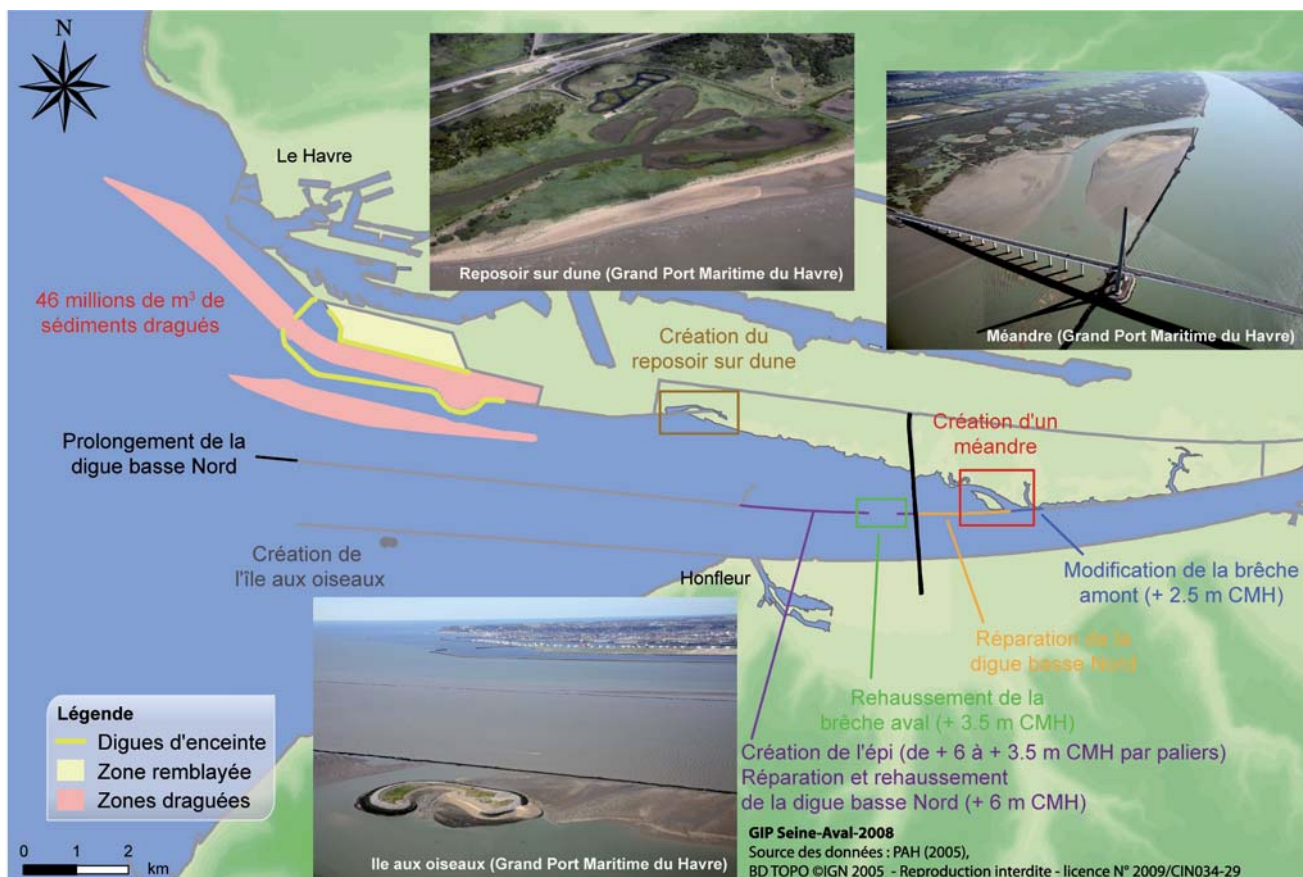 N
Le Havre
46 millions de m³ de
sédiments dragués
Reposoir sur dune (Grand Port Maritime du Havre)
Méandre (Grand Port Maritime du Havre)
Création du
reposoir sur dune
Création d'un
méandre
Prolongement de la
digue basse Nord
Création de
l'île aux oiseaux
Honfleur
Modification de la brêche
amont (+ 2.5 m CMH)
Réparation de la
digue basse Nord
Rehaussement de la
brêche aval (+ 3.5 m CMH)
Création de l'épi (de + 6 à + 3.5 m CMH par paliers)
Réparation et rehaussement
de la digue basse Nord (+ 6 m CMH)
Légende
Digues d'enceinte
Zone remblayée
Zones draguées
0 1 2
km
Ile aux oiseaux (Grand Port Maritime du Havre)
GIP Seine-Aval-2008
Source des données : PAH (2005),
BD TOPO ©IGN 2005 - Reproduction interdite - licence N° 2009/CIN034-29